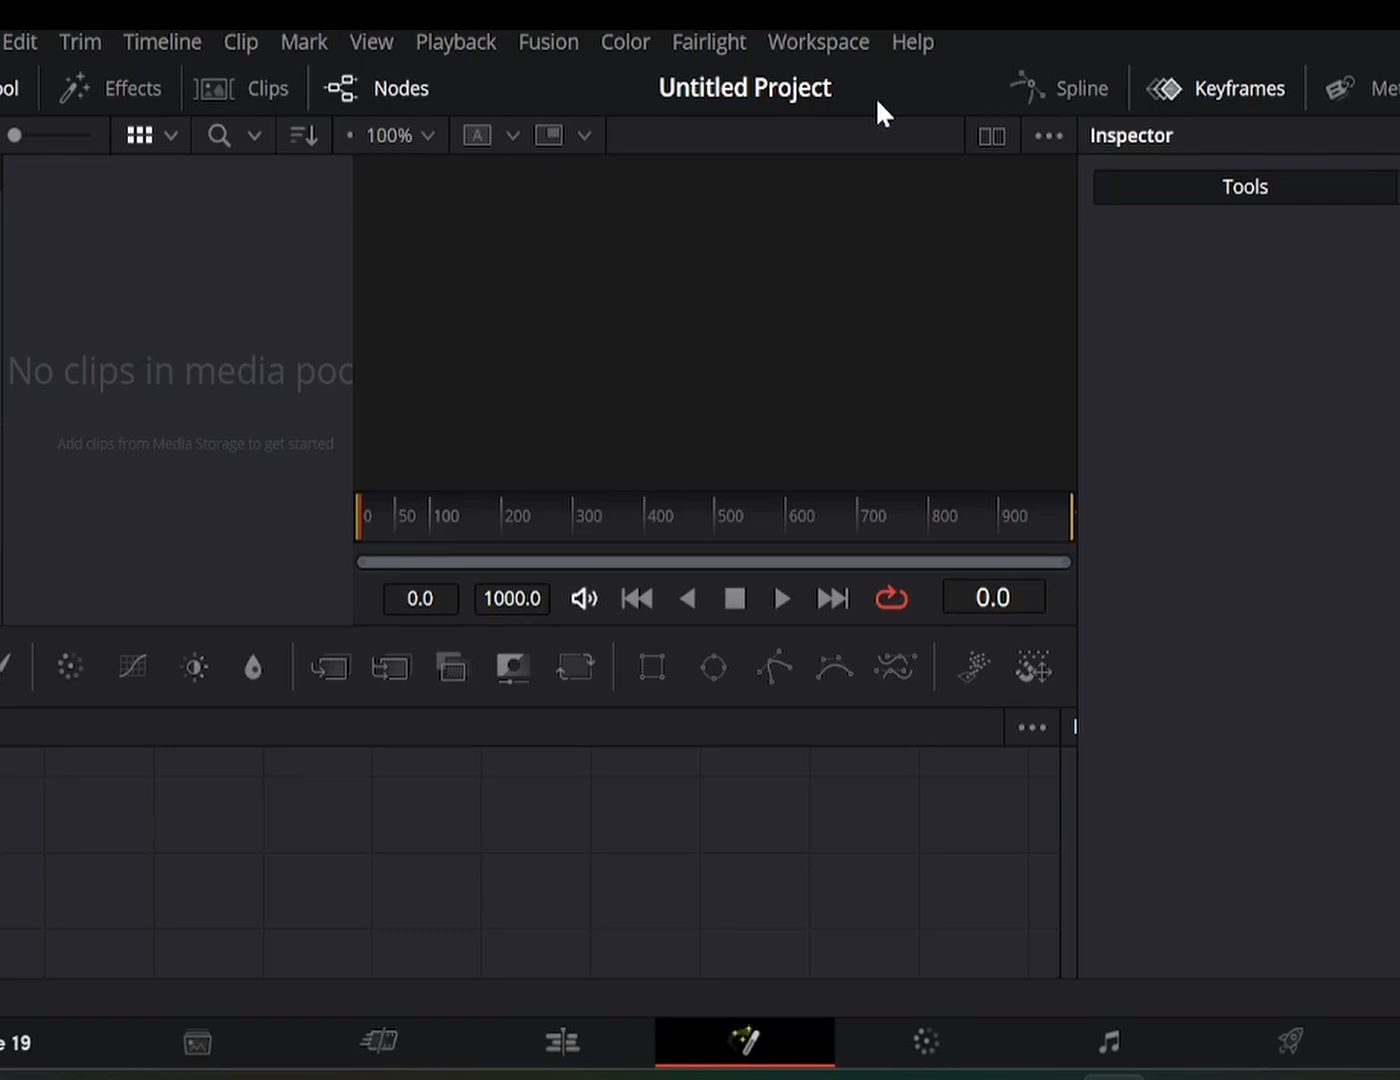 Edit Trim Timeline Clip Mark View Playback Fusion Color Fairlight Workspace Help
ol Effects Clips Nodes Untitled Project Spline Keyframes Me
100% A Inspector
Tools
No clips in media poo
Add clips from Media Storage to get started
0 50 100 200 300 400 500 600 700 800 900
0.0 1000.0 0.0
e 19